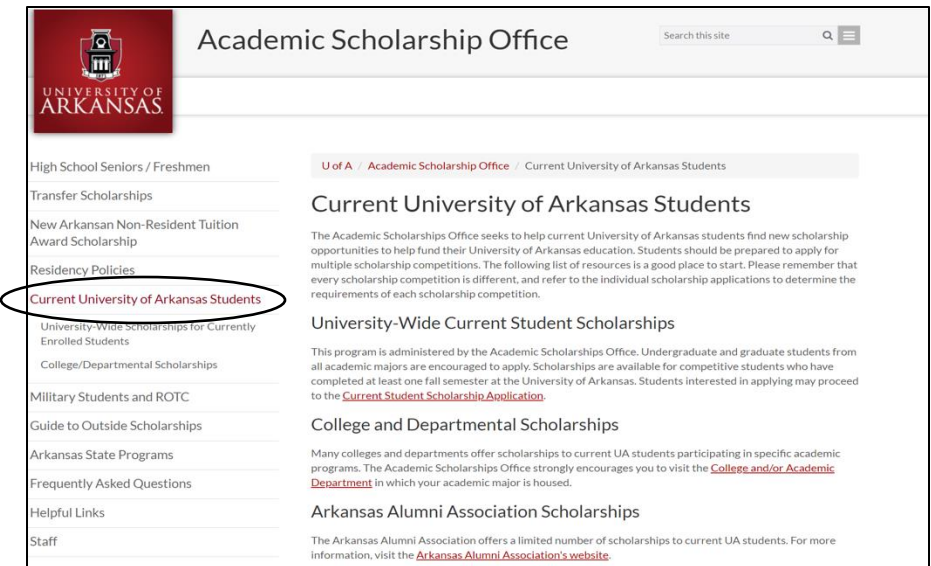 Academic Scholarship Office
Search this site
1871
UNIVERSITY OF
ARKANSAS
High School Seniors / Freshmen
Transfer Scholarships
New Arkansan Non-Resident Tuition
Award Scholarship
Residency Policies
Current University of Arkansas Students
University-Wide Scholarships for Currently
Enrolled Students
College/Departmental Scholarships
Military Students and ROTC
Guide to Outside Scholarships
Arkansas State Programs
Frequently Asked Questions
Helpful Links
Staff
U of A / Academic Scholarship Office / Current University of Arkansas Students
Current University of Arkansas Students
The Academic Scholarships Office seeks to help current University of Arkansas students find new scholarship
opportunities to help fund their University of Arkansas education. Students should be prepared to apply for
multiple scholarship competitions. The following list of resources is a good place to start. Please remember that
every scholarship competition is different, and refer to the individual scholarship applications to determine the
requirements of each scholarship competition.
University-Wide Current Student Scholarships
This program is administered by the Academic Scholarships Office. Undergraduate and graduate students from
all academic majors are encouraged to apply. Scholarships are available for competitive students who have
completed at least one fall semester at the University of Arkansas. Students interested in applying may proceed
to the Current Student Scholarship Application.
College and Departmental Scholarships
Many colleges and departments offer scholarships to current UA students participating in specific academic
programs. The Academic Scholarships Office strongly encourages you to visit the College and/or Academic
Department in which your academic major is housed.
Arkansas Alumni Association Scholarships
The Arkansas Alumni Association offers a limited number of scholarships to current UA students. For more
information, visit the Arkansas Alumni Association's website.